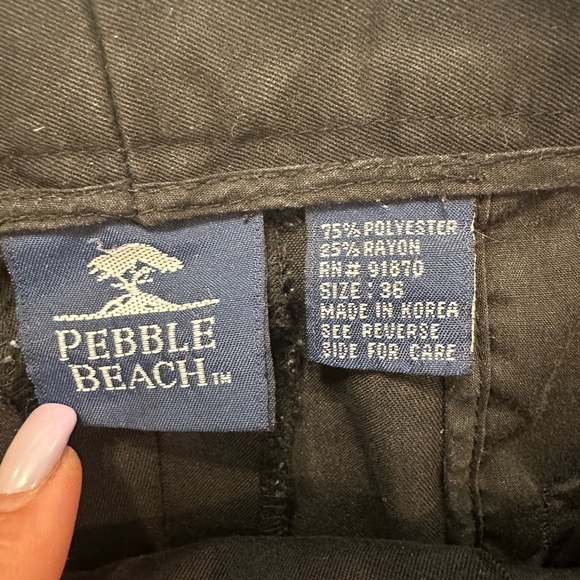 PEBBLE
BEACH™
75% POLYESTER
25% RAYON
RN# 91870
SIZE : 36
MADE IN KOREA
SEE REVERSE
SIDE FOR CARE